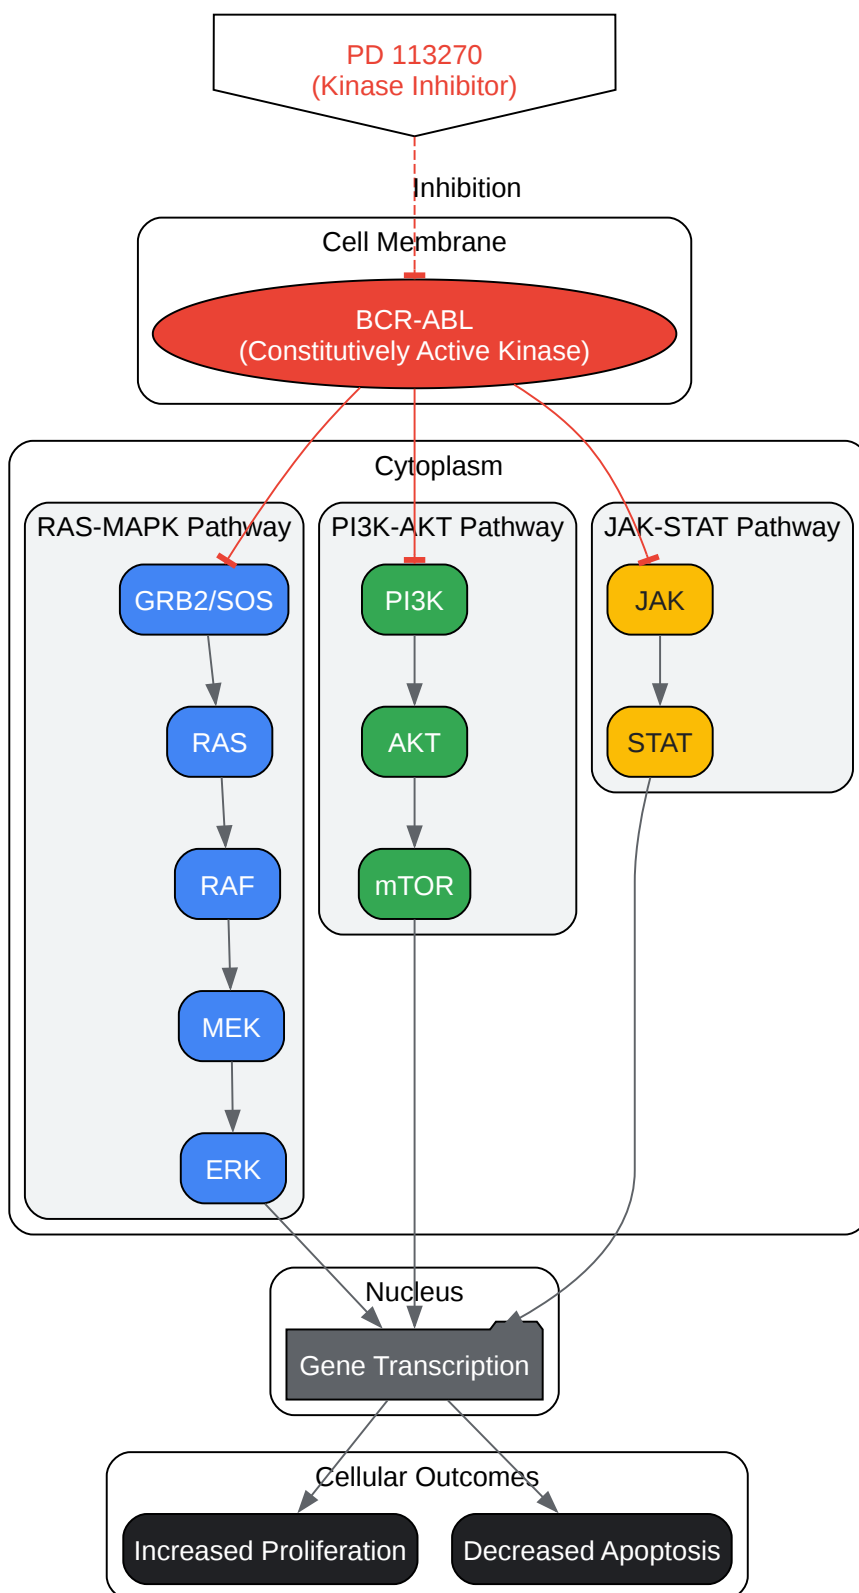 PD 113270
(Kinase Inhibitor)
Inhibition
Cell Membrane
BCR-ABL
(Constitutively Active Kinase)
Cytoplasm
RAS-MAPK Pathway
PI3K-AKT Pathway
JAK-STAT Pathway
GRB2/SOS
PI3K
JAK
RAS
AKT
STAT
RAF
mTOR
MEK
ERK
Nucleus
Gene Transcription
Cellular Outcomes
Increased Proliferation
Decreased Apoptosis